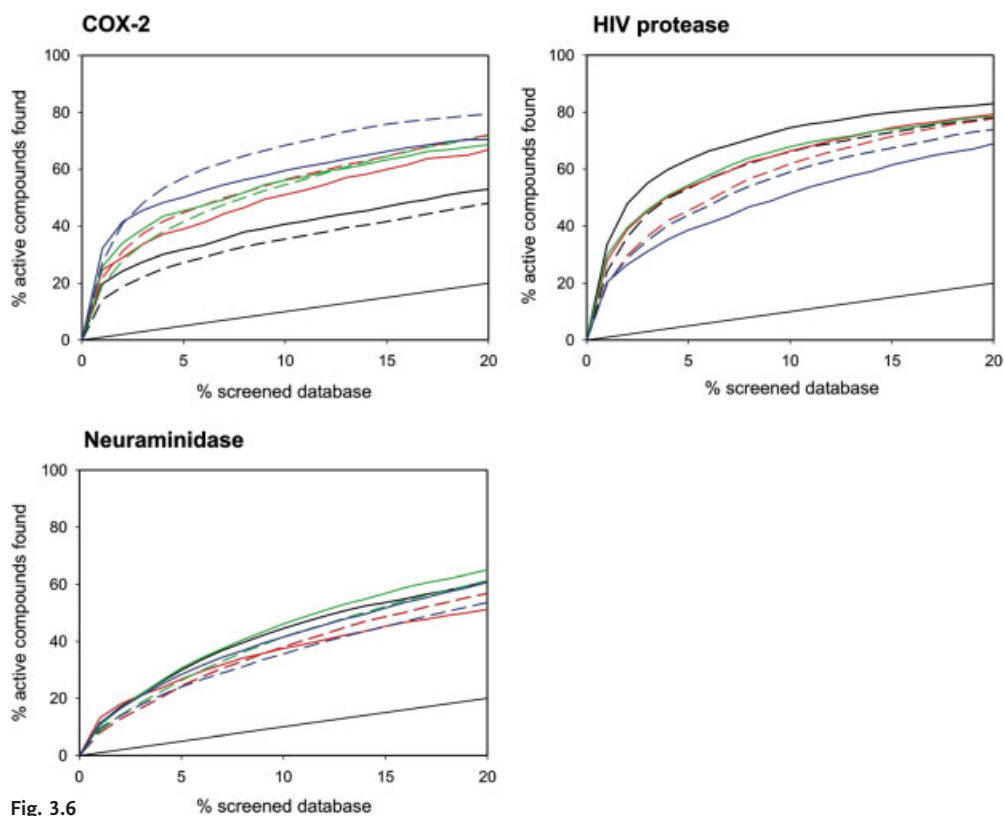 COX-2
% active compounds found
100
80
60
40
20
0
0 5 10 15 20
% screened database
HIV protease
% active compounds found
100
80
60
40
20
0
0 5 10 15 20
% screened database
Neuraminidase
% active compounds found
100
80
60
40
20
0
0 5 10 15 20
% screened database
Fig. 3.6